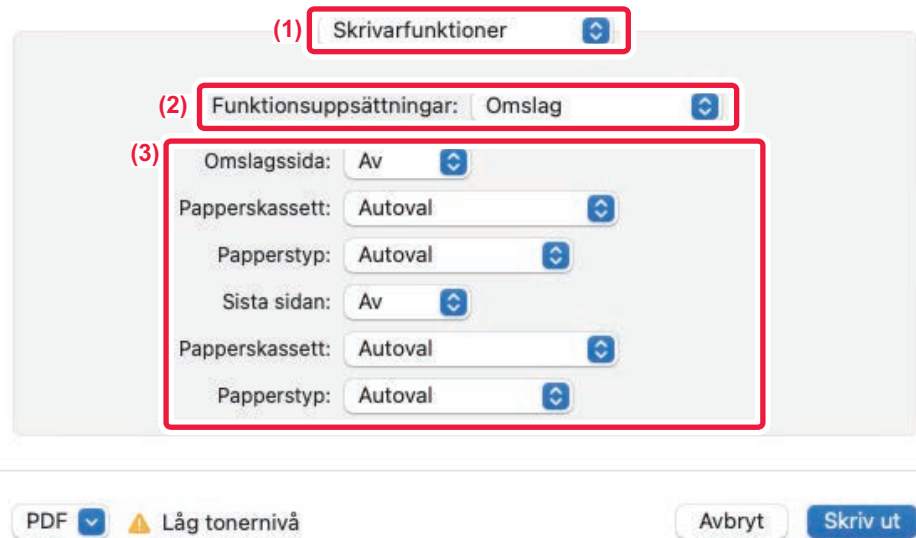 (1) Skrivarfunktioner
(2) Funktionsuppsättningar: Omslag
(3) Omslagssida: Av
Papperskassett: Autoval
Papperstyp: Autoval
Sista sidan: Av
Papperskassett: Autoval
Papperstyp: Autoval
PDF Låg tonernivå Avbryt Skriv ut